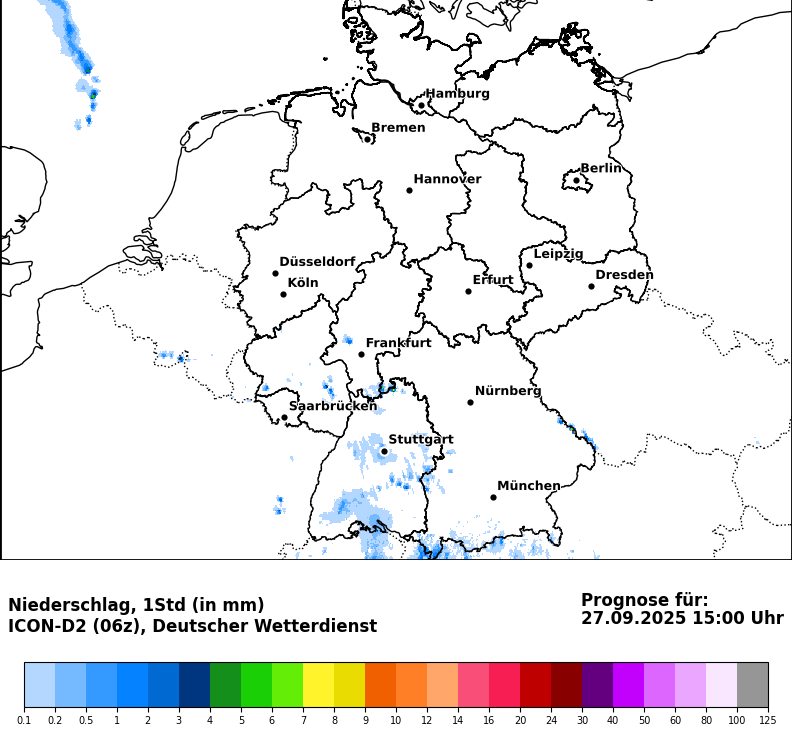 Hamburg
Bremen
Berlin
Hannover
Leipzig
Düsseldorf
Dresden
Köln
Erfurt
Frankfurt
Nürnberg
Saarbrücken
Stuttgart
München
Niederschlag, 1Std (in mm)
ICON-D2 (06z), Deutscher Wetterdienst
Prognose für:
27.09.2025 15:00 Uhr
0.1 0.2 0.5 1 2 3 4 5 6 7 8 9 10 12 14 16 20 24 30 40 50 60 80 100 125